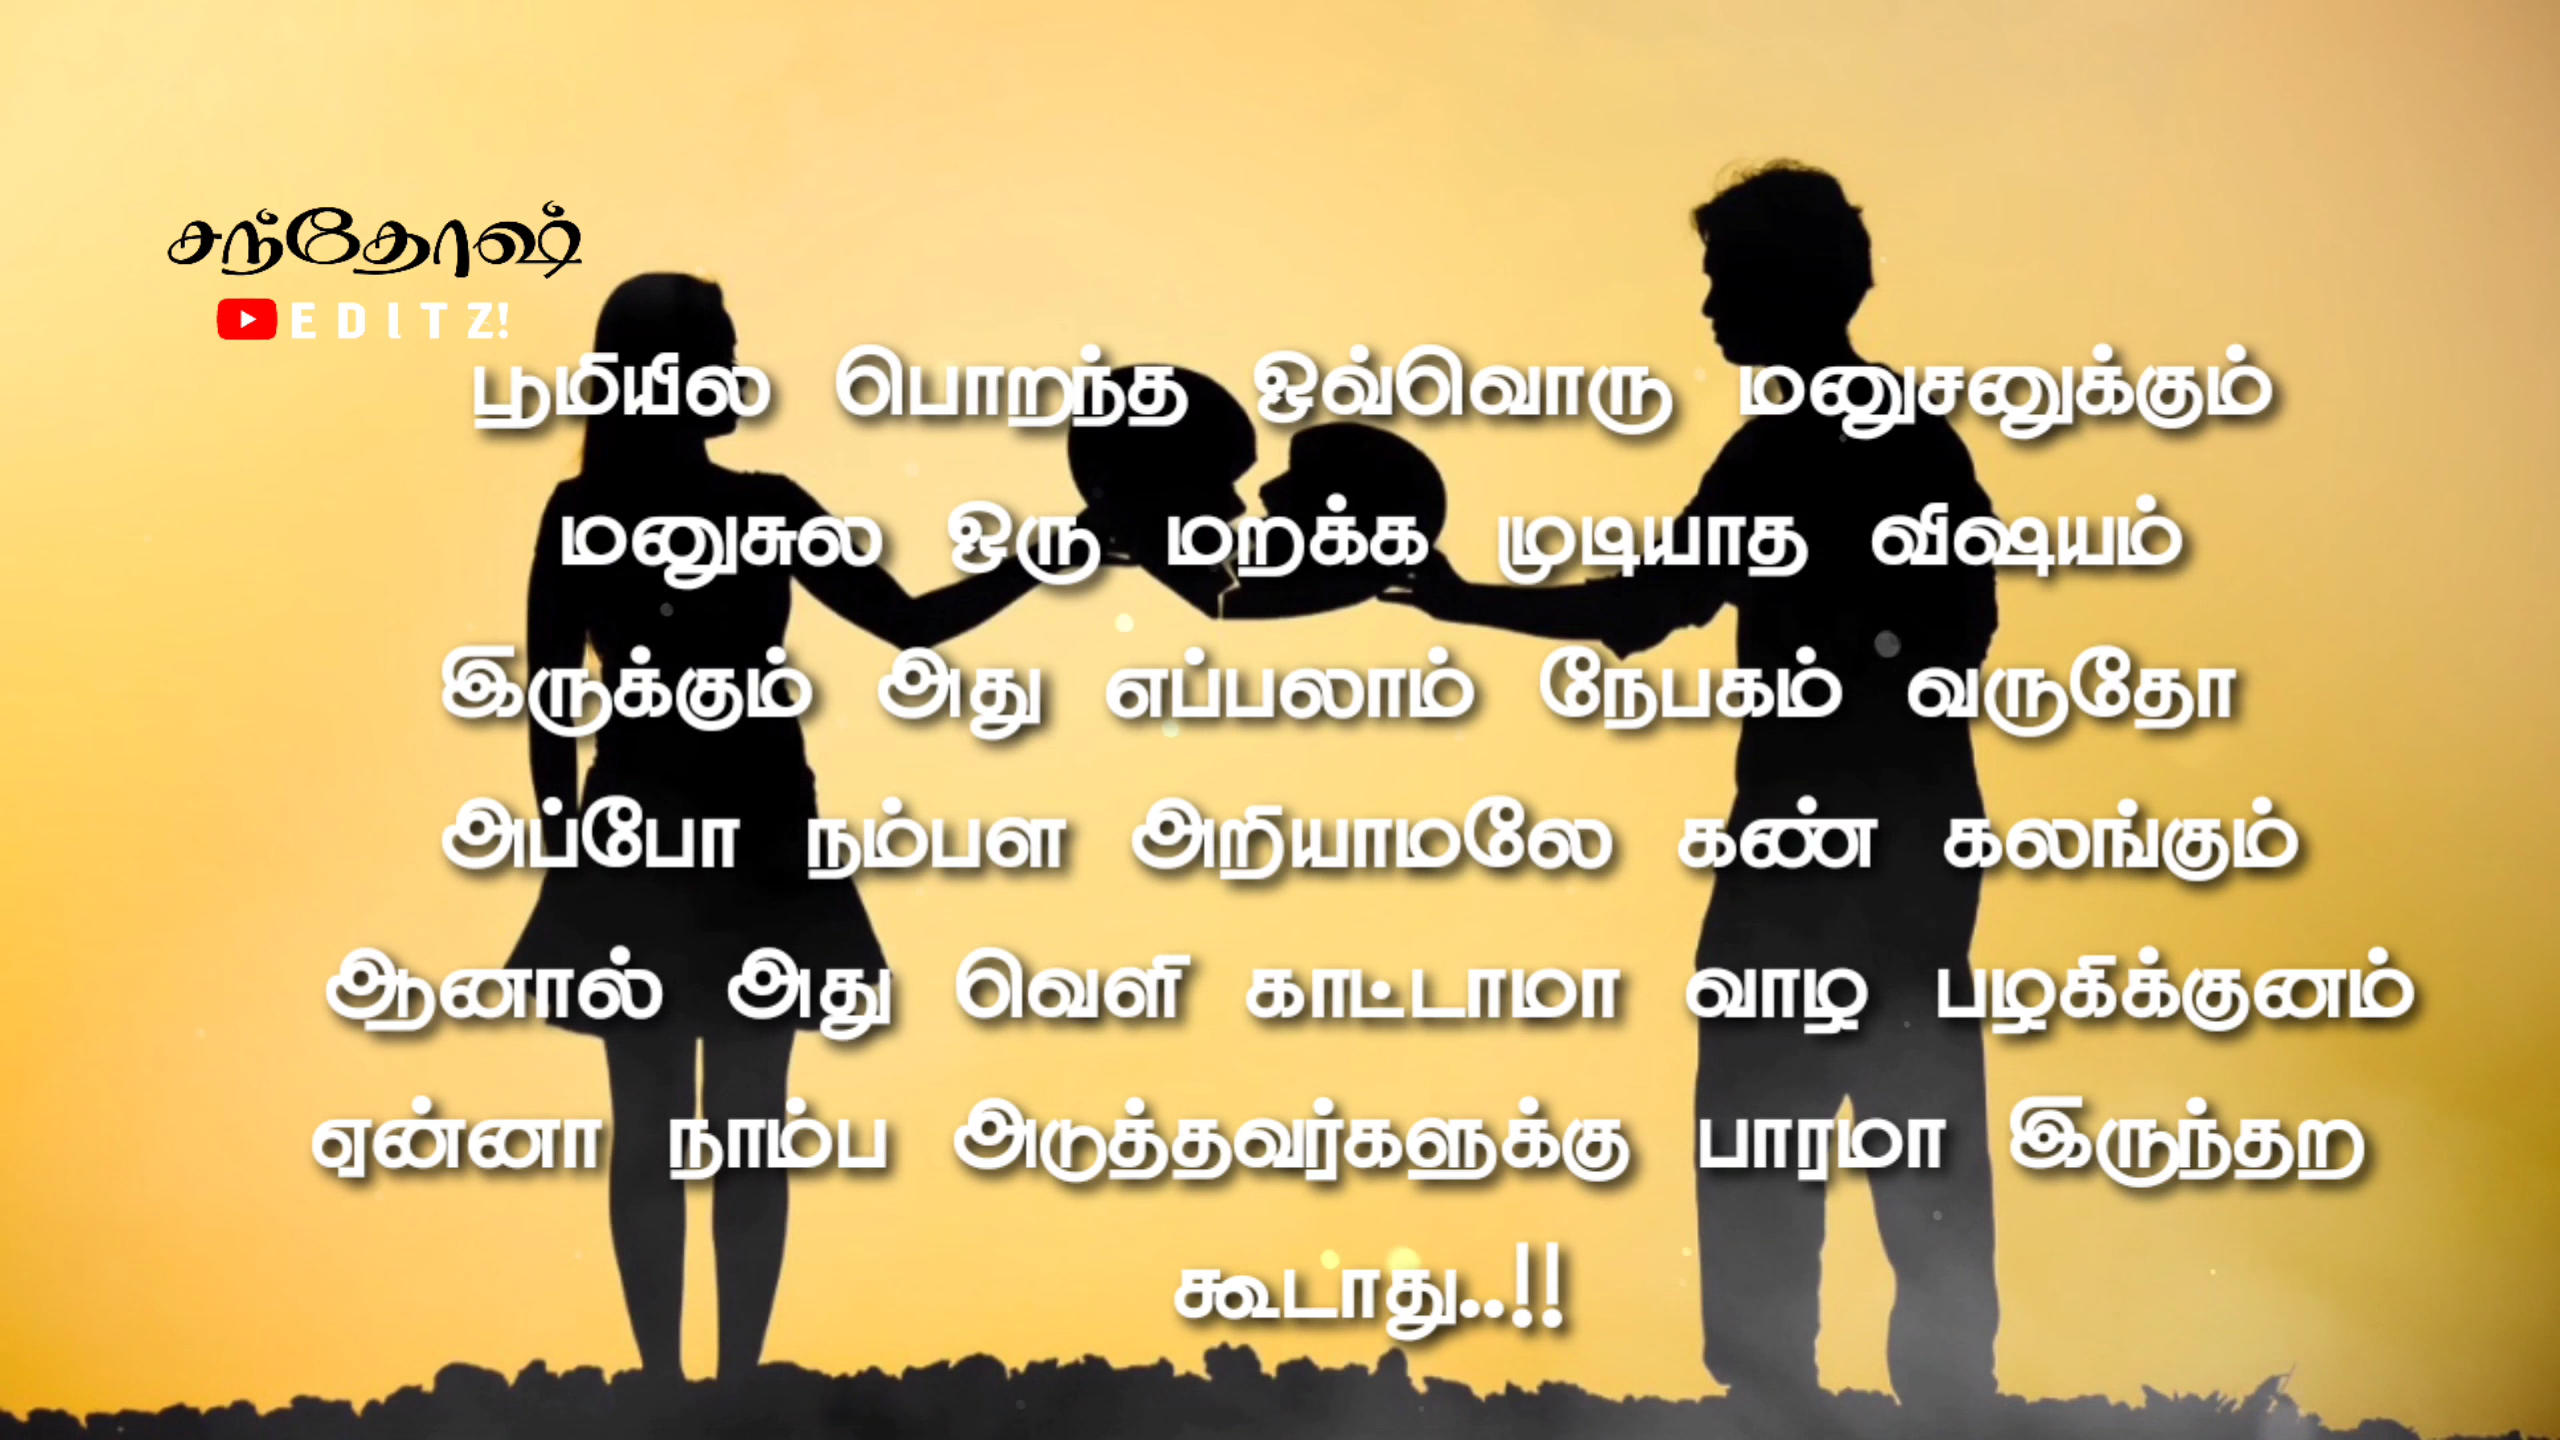 சந்தோஷ்
EDITZ!
பூமியில பொறந்த ஒவ்வொரு மனுசனுக்கும்
மனுசுல ஒரு மறக்க முடியாத விஷயம்
இருக்கும் அது எப்பலாம் நேபகம் வருதோ
அப்போ நம்பள அறியாமலே கண் கலங்கும்
ஆனால் அது வெளி காட்டாமா வாழ பழகிக்குனம்
ஏன்னா நாம்ப அடுத்தவர்களுக்கு பாரமா இருந்தற
கூடாது..!!